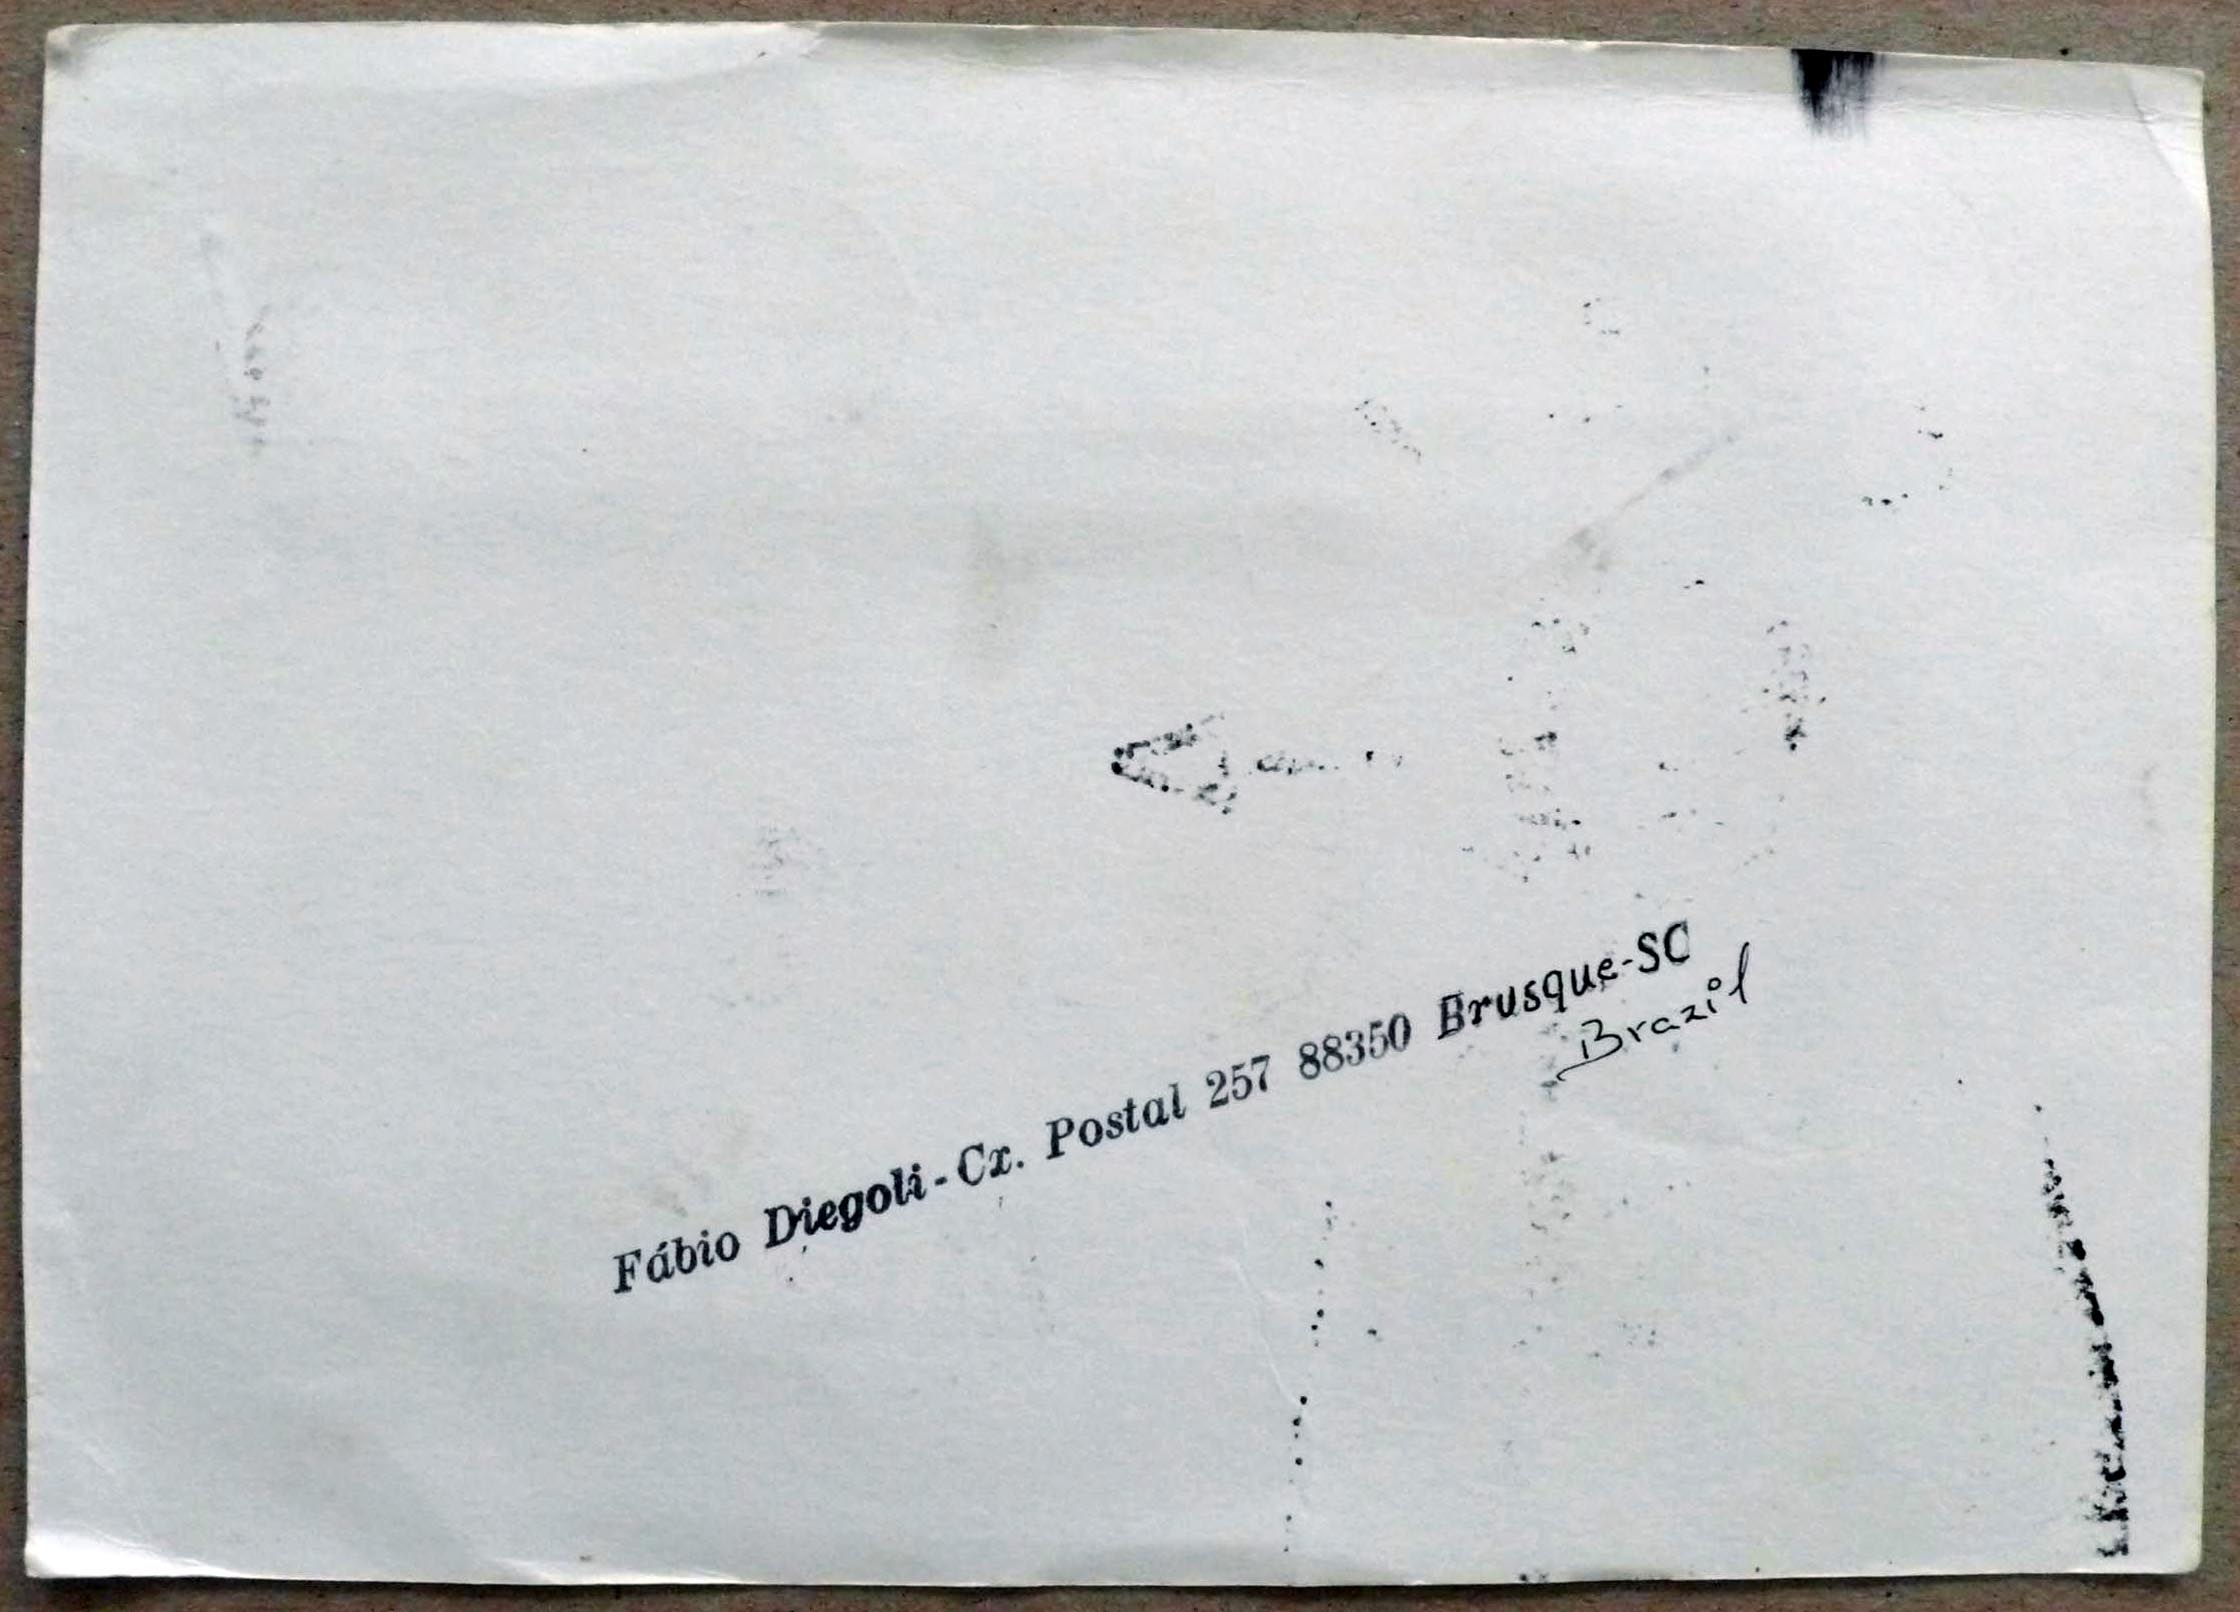 Fábio Diegoli - Cx. Postal 257 88350 Brusque-SC
Brazil